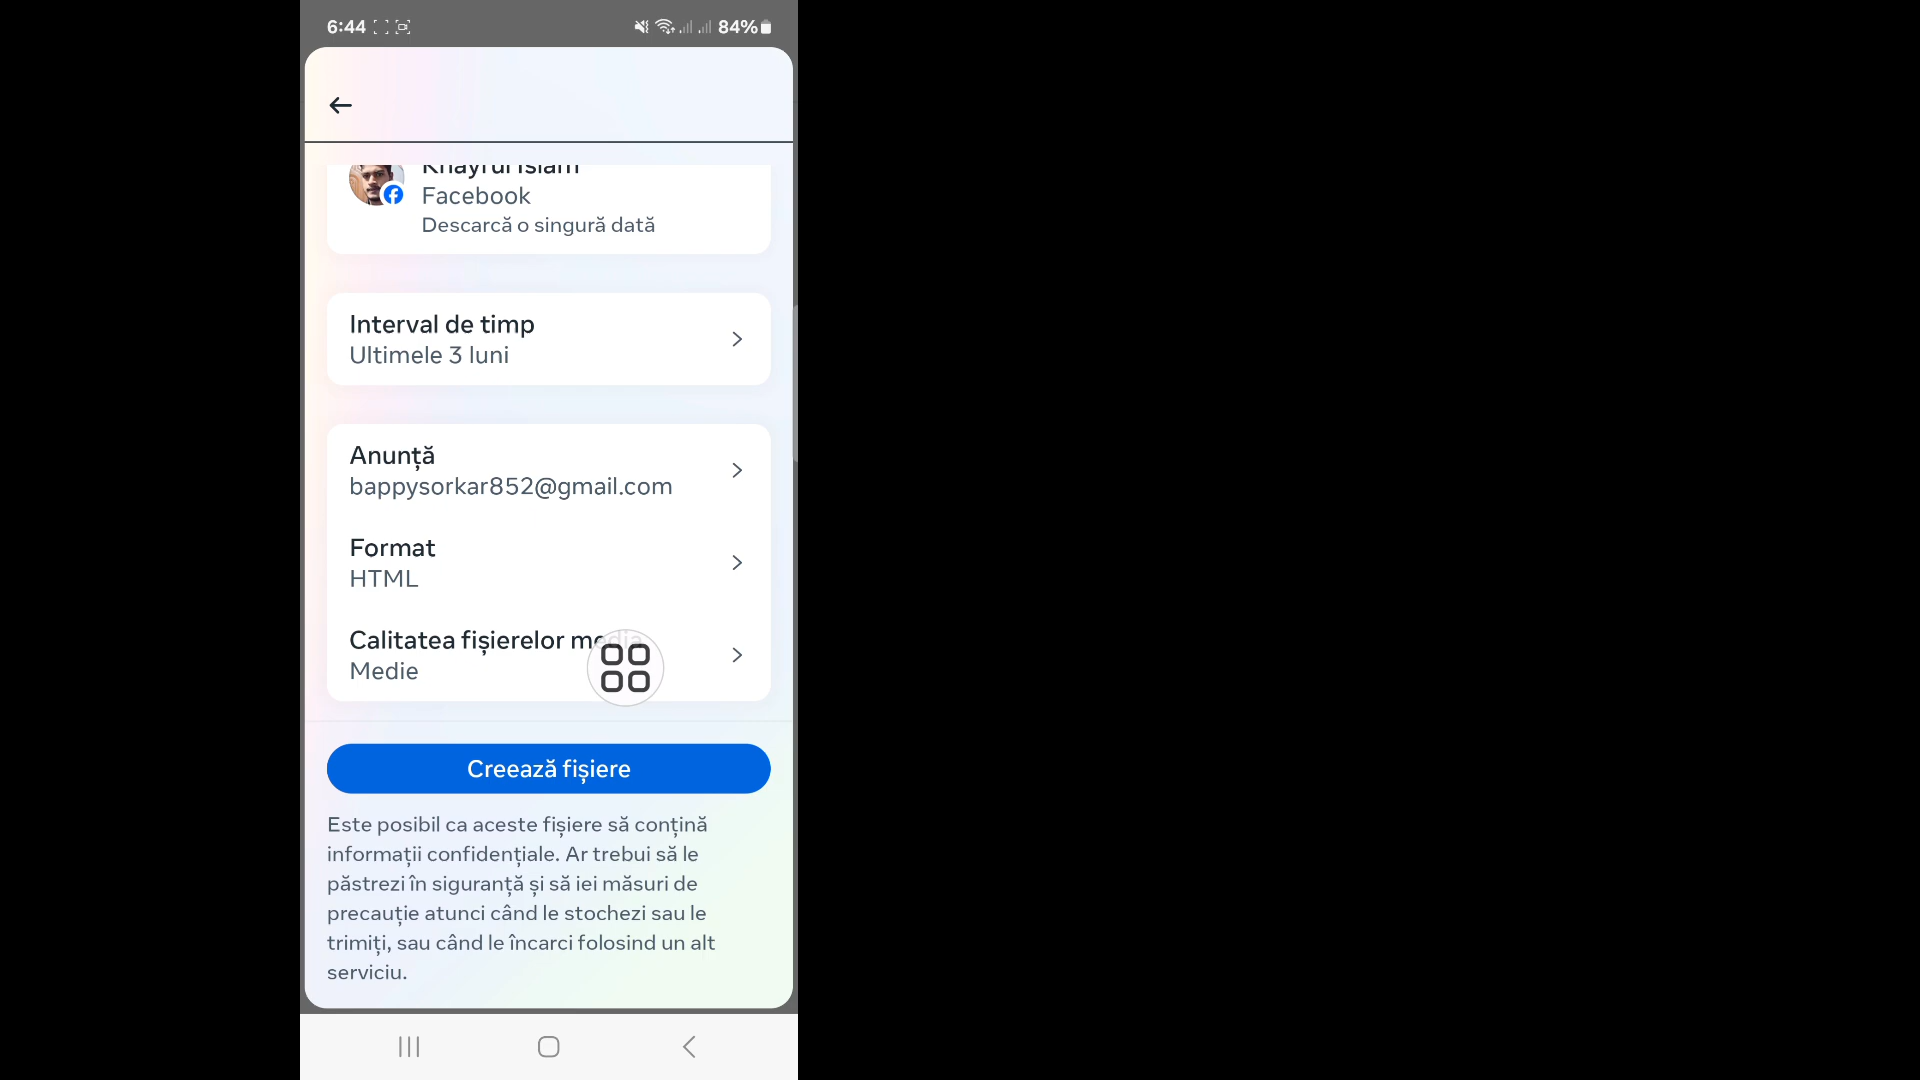 6:44
84%
Khayrul Islam
Facebook
Descarcă o singură dată
Interval de timp
Ultimele 3 luni
Anunță
bappysorkar852@gmail.com
Format
HTML
Calitatea fișierelor media
Medie
Creează fișiere
Este posibil ca aceste fișiere să conțină
informații confidențiale. Ar trebui să le
păstrezi în siguranță și să iei măsuri de
precauție atunci când le stochezi sau le
trimiți, sau când le încarci folosind un alt
serviciu.